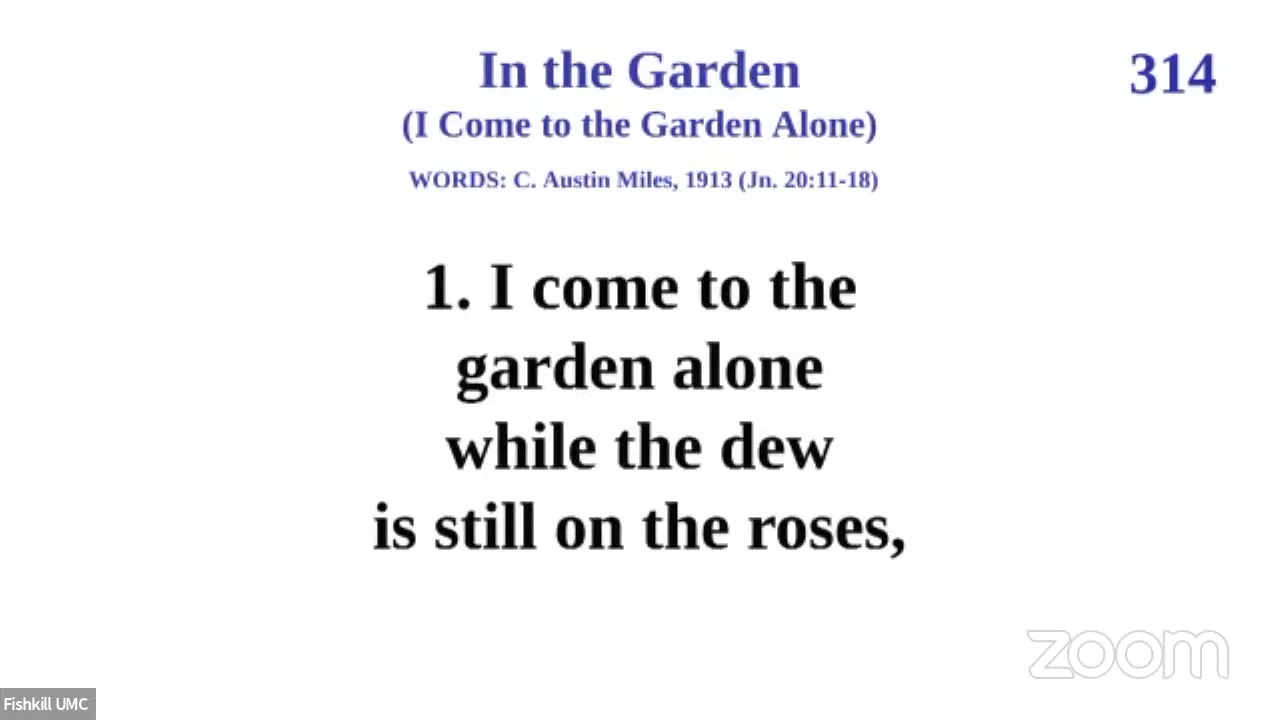 In the Garden
314
(I Come to the Garden Alone)
WORDS: C. Austin Miles, 1913 (Jn. 20:11-18)
1. I come to the
garden alone
while the dew
is still on the roses,
zoom
Fishkill UMC